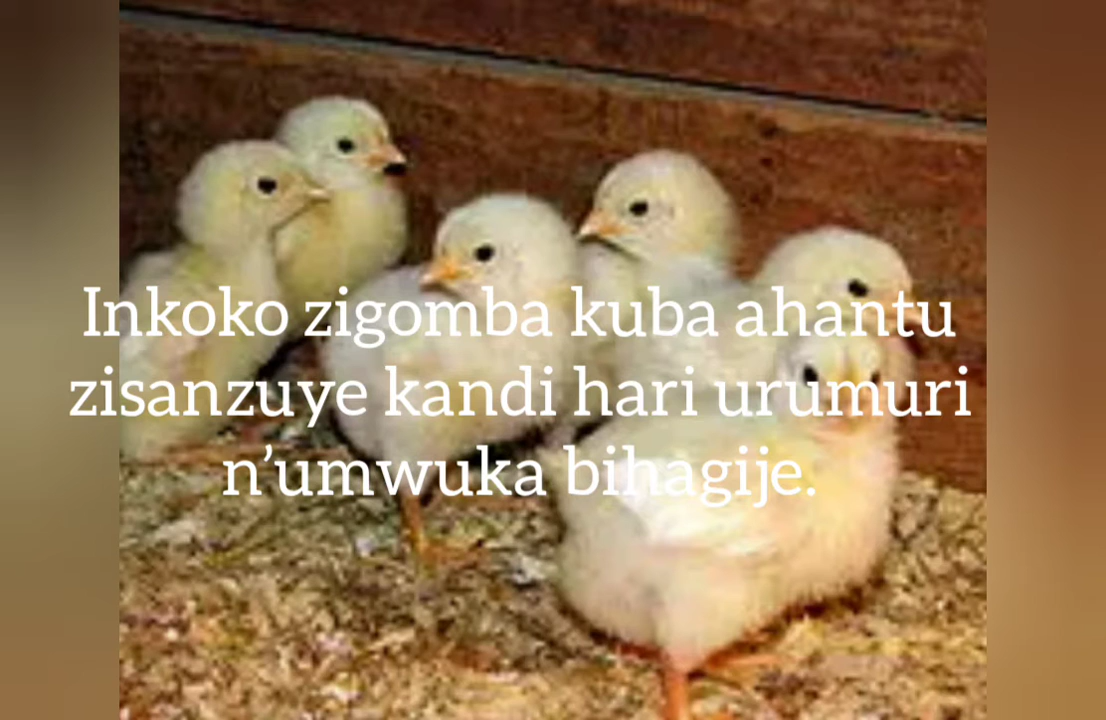 Inkoko zigomba kuba ahantu
zisanzuye kandi hari urumuri
n’umwuka bihagije.